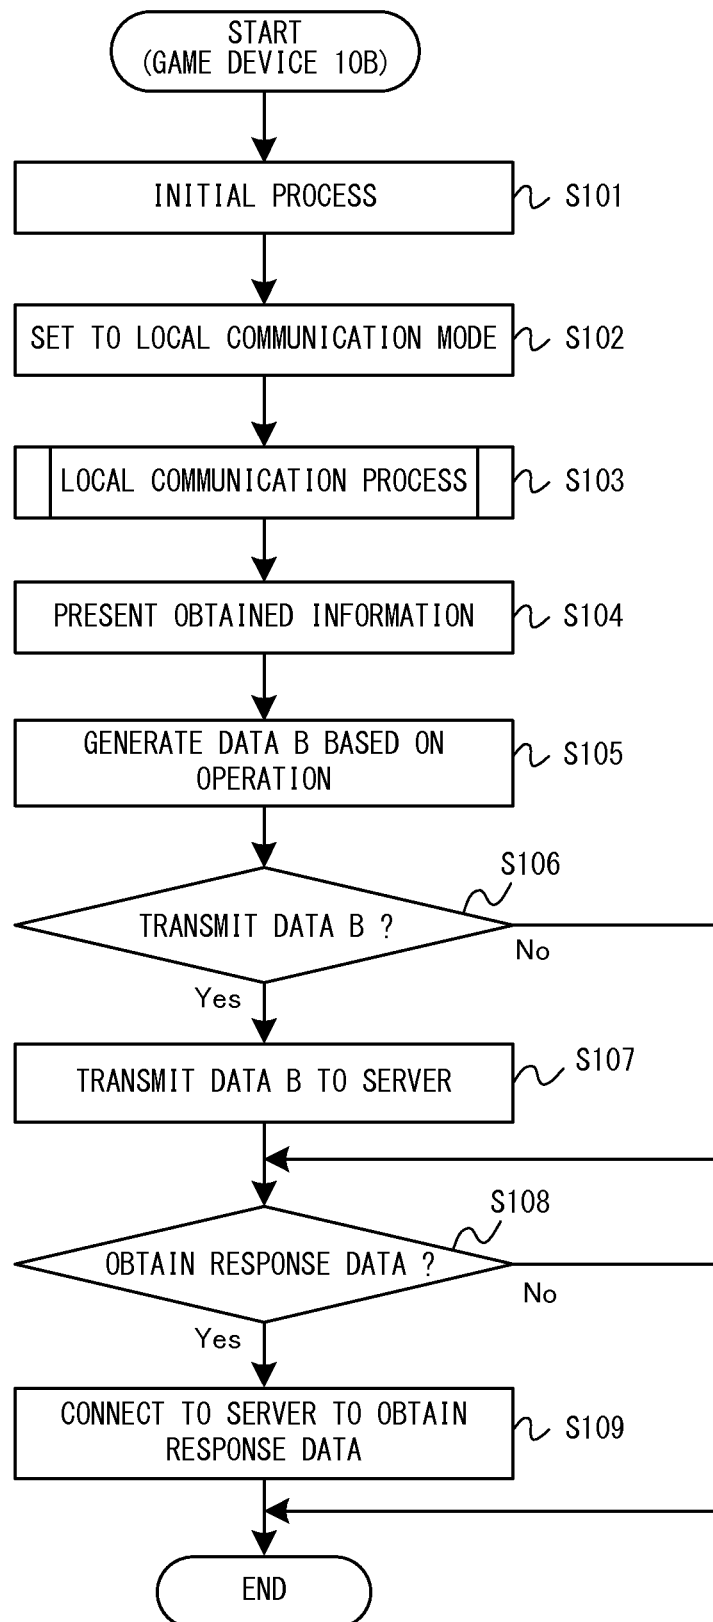 START
(GAME DEVICE 10B)
INITIAL PROCESS
S101
SET TO LOCAL COMMUNICATION MODE
S102
LOCAL COMMUNICATION PROCESS
S103
PRESENT OBTAINED INFORMATION
S104
GENERATE DATA B BASED ON
OPERATION
S105
S106
TRANSMIT DATA B ?
No
Yes
TRANSMIT DATA B TO SERVER
S107
S108
OBTAIN RESPONSE DATA ?
No
Yes
CONNECT TO SERVER TO OBTAIN
RESPONSE DATA
S109
END